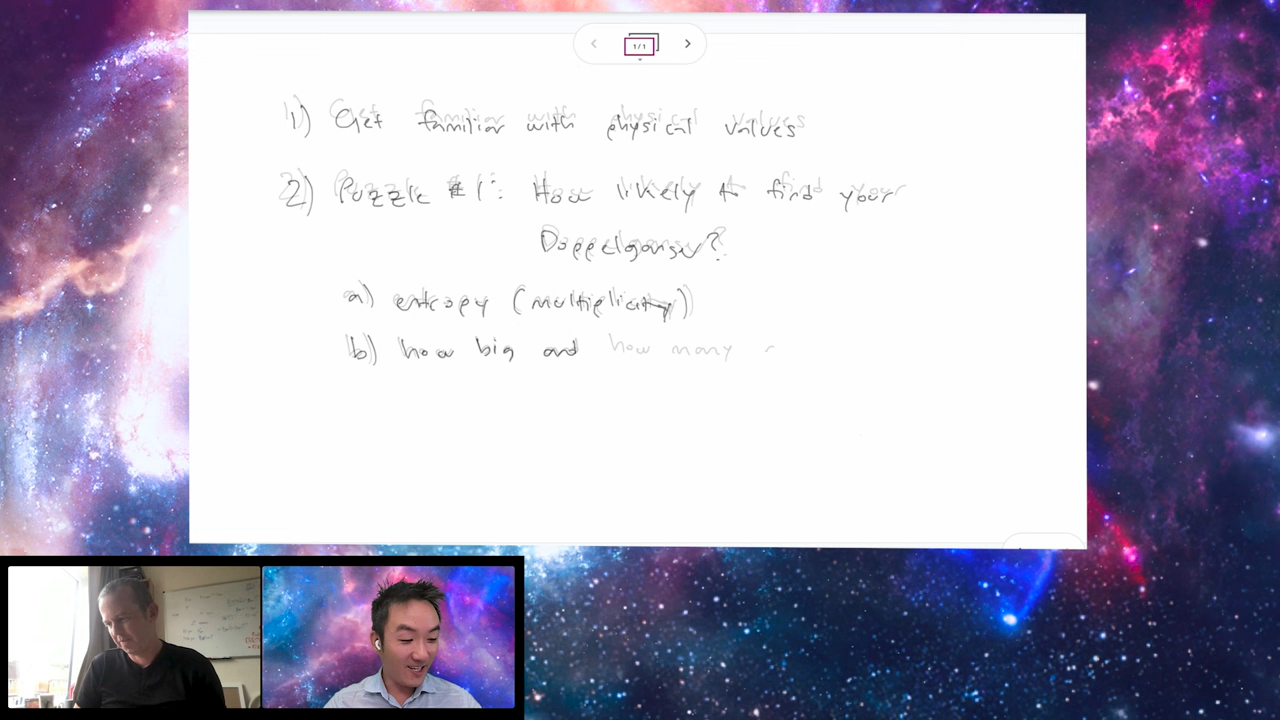 1/1
1) Get familiar with physical values
2) Puzzle #1: How likely to find your
Doppelganger?
a) entropy (multiplicity)
b) how big and how many